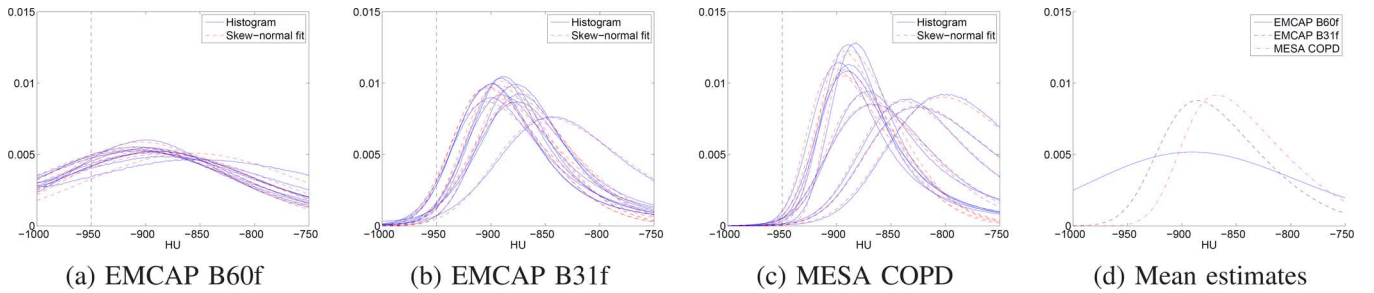 0.015
0.01
0.005
0
−1000
−950
−900
−850
−800
−750
HU
Histogram
Skew−normal fit
(a) EMCAP B60f
0.015
0.01
0.005
0
−1000
−950
−900
−850
−800
−750
HU
Histogram
Skew−normal fit
(b) EMCAP B31f
0.015
0.01
0.005
0
−1000
−950
−900
−850
−800
−750
HU
Histogram
Skew−normal fit
(c) MESA COPD
0.015
0.01
0.005
0
−1000
−950
−900
−850
−800
−750
HU
EMCAP B60f
EMCAP B31f
MESA COPD
(d) Mean estimates